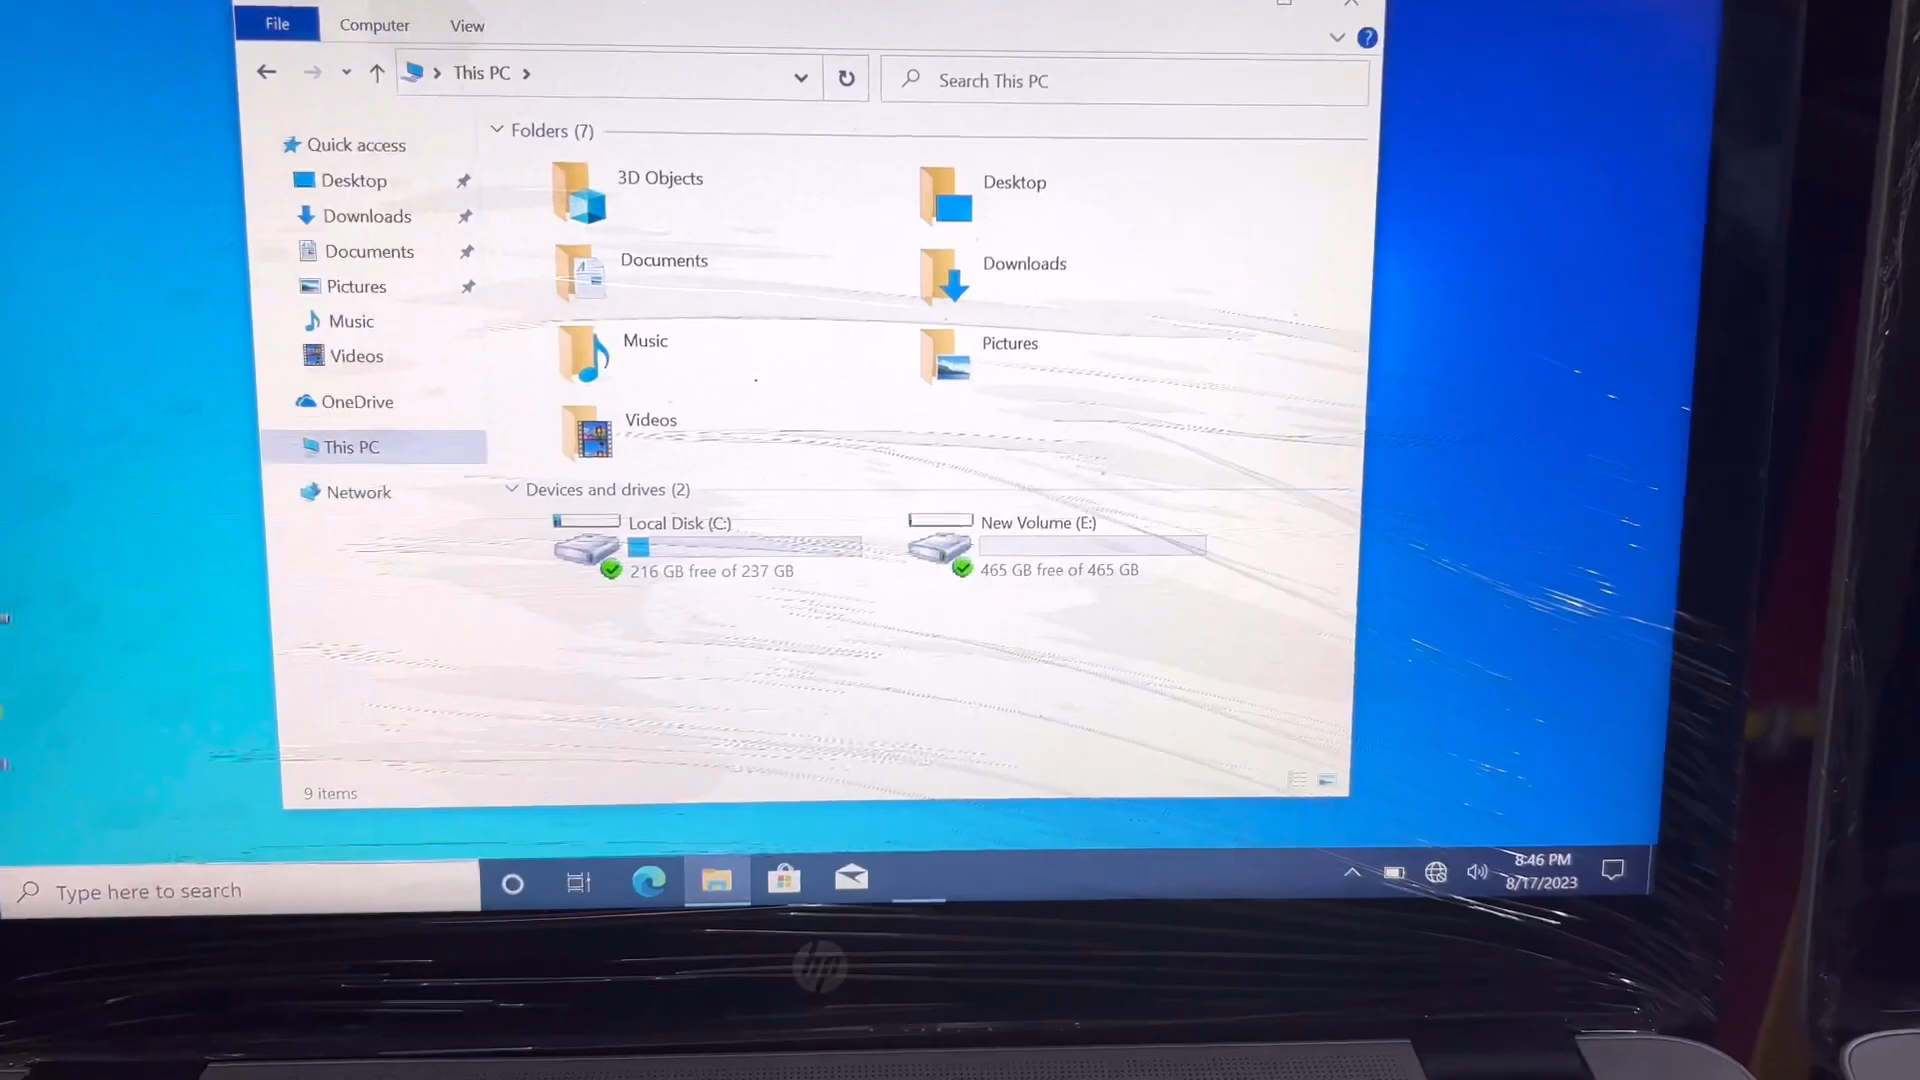 File Computer View
This PC
Search This PC
Quick access
Desktop
Downloads
Documents
Pictures
Music
Videos
OneDrive
This PC
Network
Folders (7)
3D Objects
Desktop
Documents
Downloads
Music
Pictures
Videos
Devices and drives (2)
Local Disk (C:)
216 GB free of 237 GB
New Volume (E:)
465 GB free of 465 GB
9 items
Type here to search
8:46 PM
8/17/2023
hp